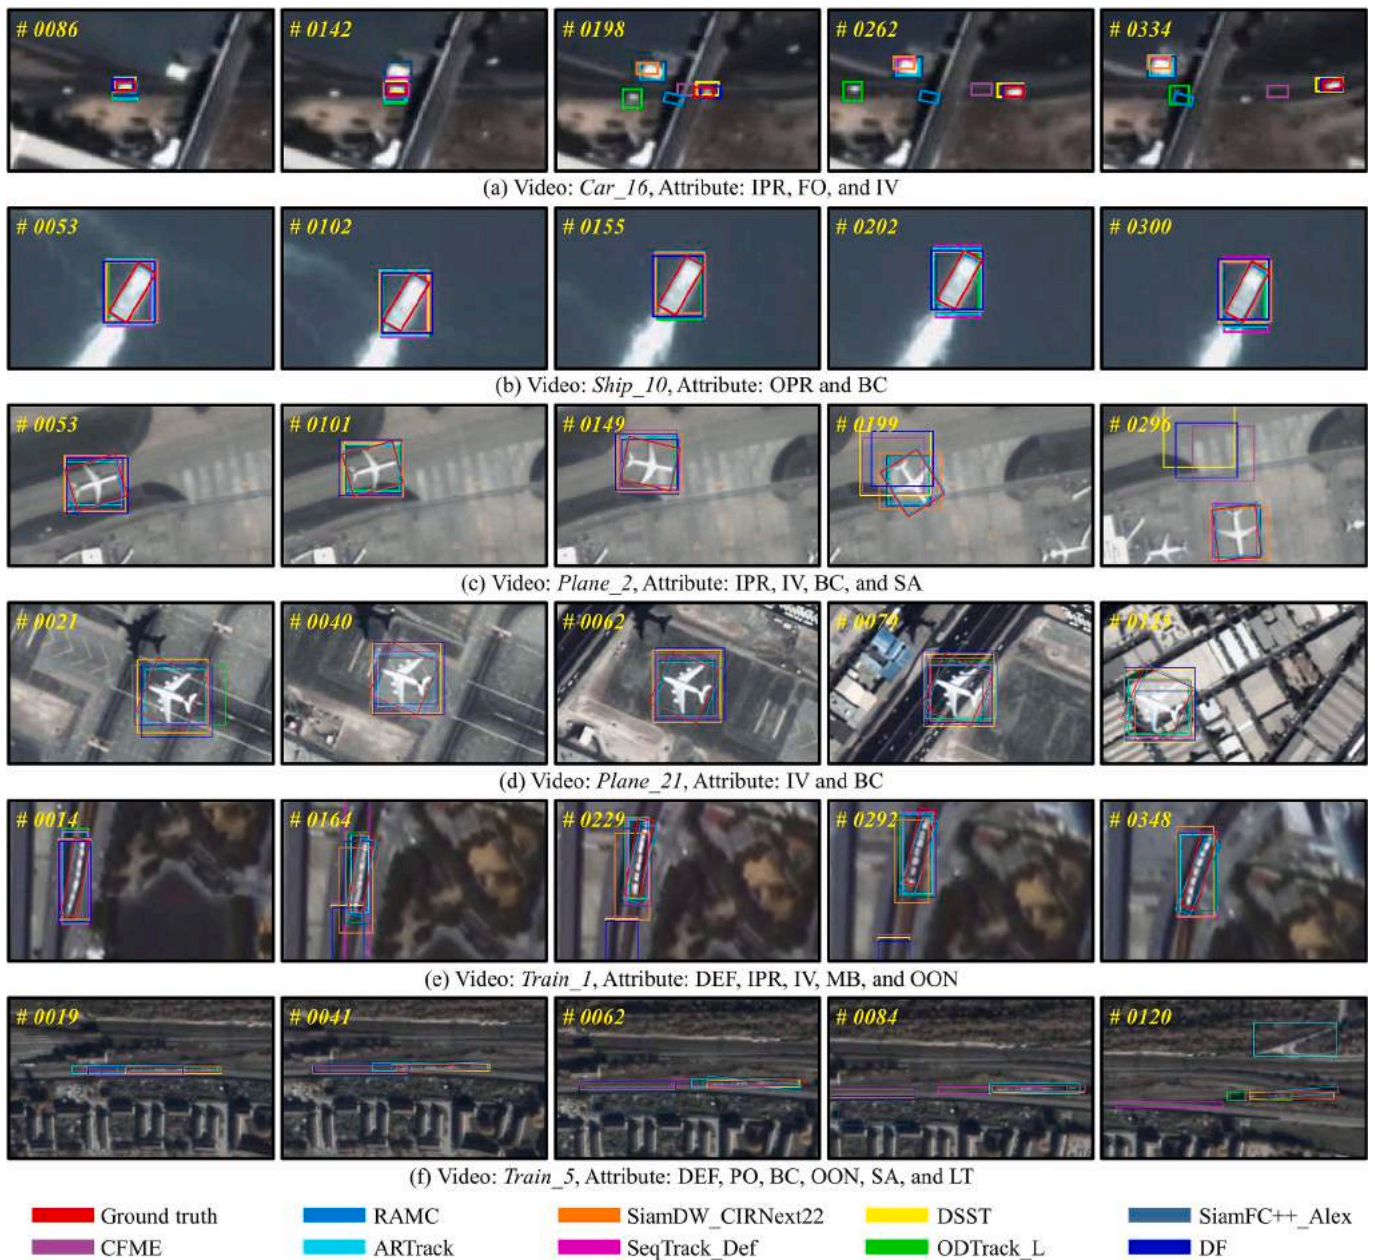 # 0086 # 0142 # 0198 # 0262 # 0334
(a) Video: Car_16, Attribute: IPR, FO, and IV
# 0053 # 0102 # 0155 # 0202 # 0300
(b) Video: Ship_10, Attribute: OPR and BC
# 0053 # 0101 # 0149 # 0199 # 0296
(c) Video: Plane_2, Attribute: IPR, IV, BC, and SA
# 0021 # 0040 # 0062 # 0079 # 0125
(d) Video: Plane_21, Attribute: IV and BC
# 0014 # 0164 # 0229 # 0292 # 0348
(e) Video: Train_1, Attribute: DEF, IPR, IV, MB, and OON
# 0019 # 0041 # 0062 # 0084 # 0120
(f) Video: Train_5, Attribute: DEF, PO, BC, OON, SA, and LT
Ground truth RAMC SiamDW_CIRNext22 DSST SiamFC++_Alex
CFME ARTrack SeqTrack_Def ODTrack_L DF